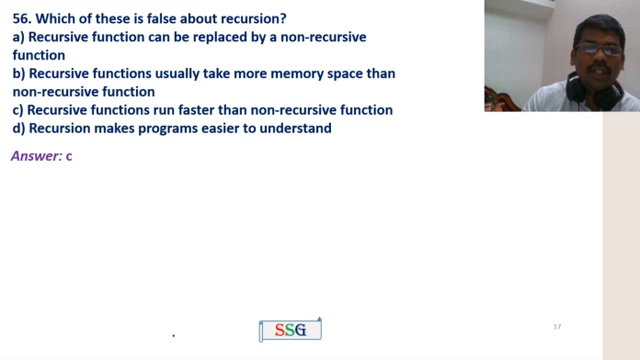 56. Which of these is false about recursion?
a) Recursive function can be replaced by a non-recursive
function
b) Recursive functions usually take more memory space than
non-recursive function
c) Recursive functions run faster than non-recursive function
d) Recursion makes programs easier to understand
Answer: c
SSG
17